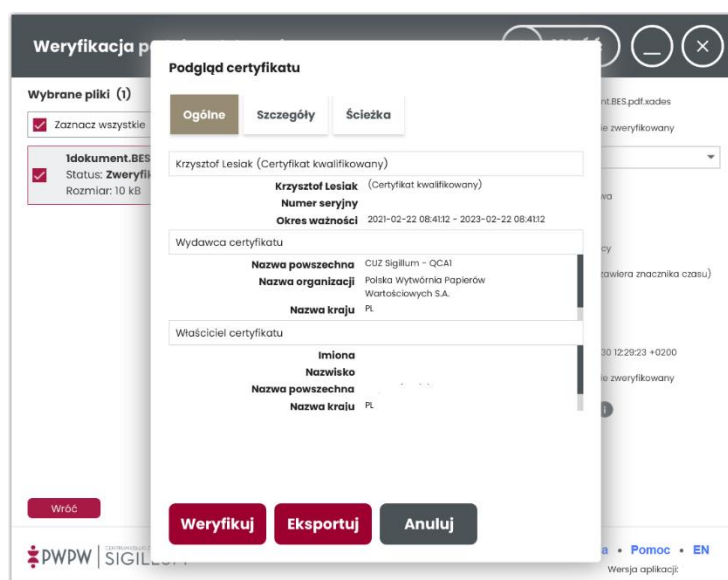 Weryfikacja
Podgląd certyfikatu
Wybrane pliki (1)
Zaznacz wszystkie
1dokument.BES
Status: Zweryfik
Rozmiar: 10 kB
Ogólne
Szczegóły
Ścieżka
Krzysztof Lesiak (Certyfikat kwalifikowany)
Krzysztof Lesiak (Certyfikat kwalifikowany)
Numer seryjny
Okres ważności 2021-02-22 08:41:12 - 2023-02-22 08:41:12
Wydawca certyfikatu
Nazwa powszechna CUZ Sigillum - QCA1
Nazwa organizacji Polska Wytwórnia Papierów
Wartościowych S.A.
Nazwa kraju PL
Właściciel certyfikatu
Imiona
Nazwisko
Nazwa powszechna
Nazwa kraju PL
Weryfikuj
Eksportuj
Anuluj
nt.BES.pdf.xades
ie zweryfikowany
wa
cy
zawiera znacznika czasu)
30 12:29:23 +0200
ie zweryfikowany
Wróć
PWPW SIGILLUM
a • Pomoc • EN
Wersja aplikacji: